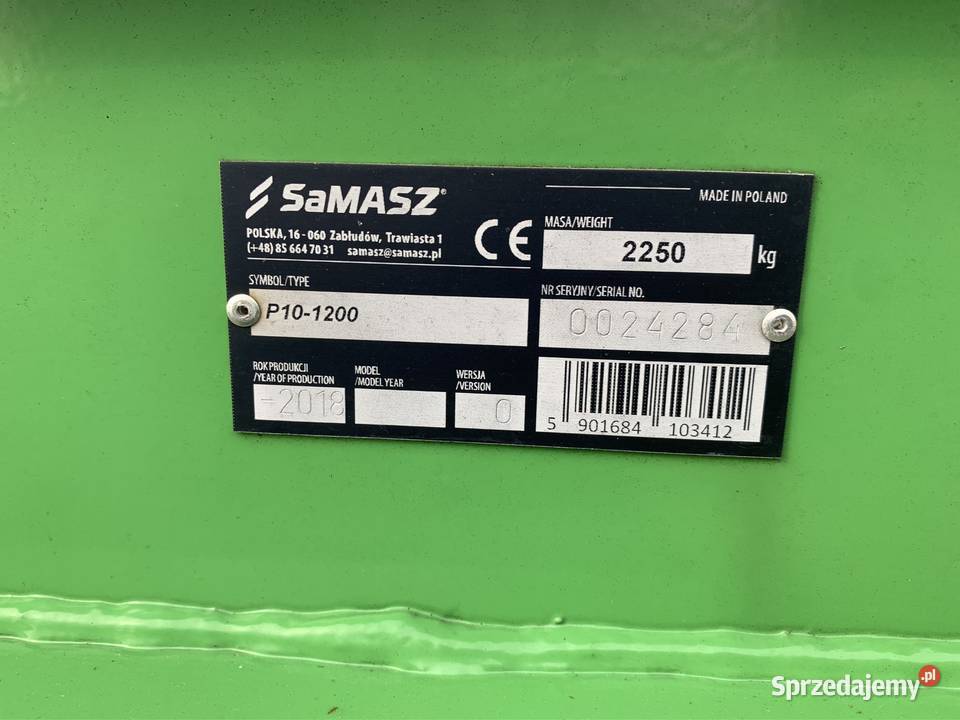 SaMASZ®
POLSKA, 16 - 060 Zabłudów, Trawiasta 1
(+48) 85 664 70 31 samasz@samasz.pl
CE
MADE IN POLAND
MASA/WEIGHT
2250 kg
SYMBOL/TYPE
P10-1200
NR SERYJNY/SERIAL NO.
0024284
ROK PRODUKCJI
/YEAR OF PRODUCTION
-2018
MODEL
/MODEL YEAR
WERSJA
/VERSION
0
5 901684 103412
Sprzedajemy.pl